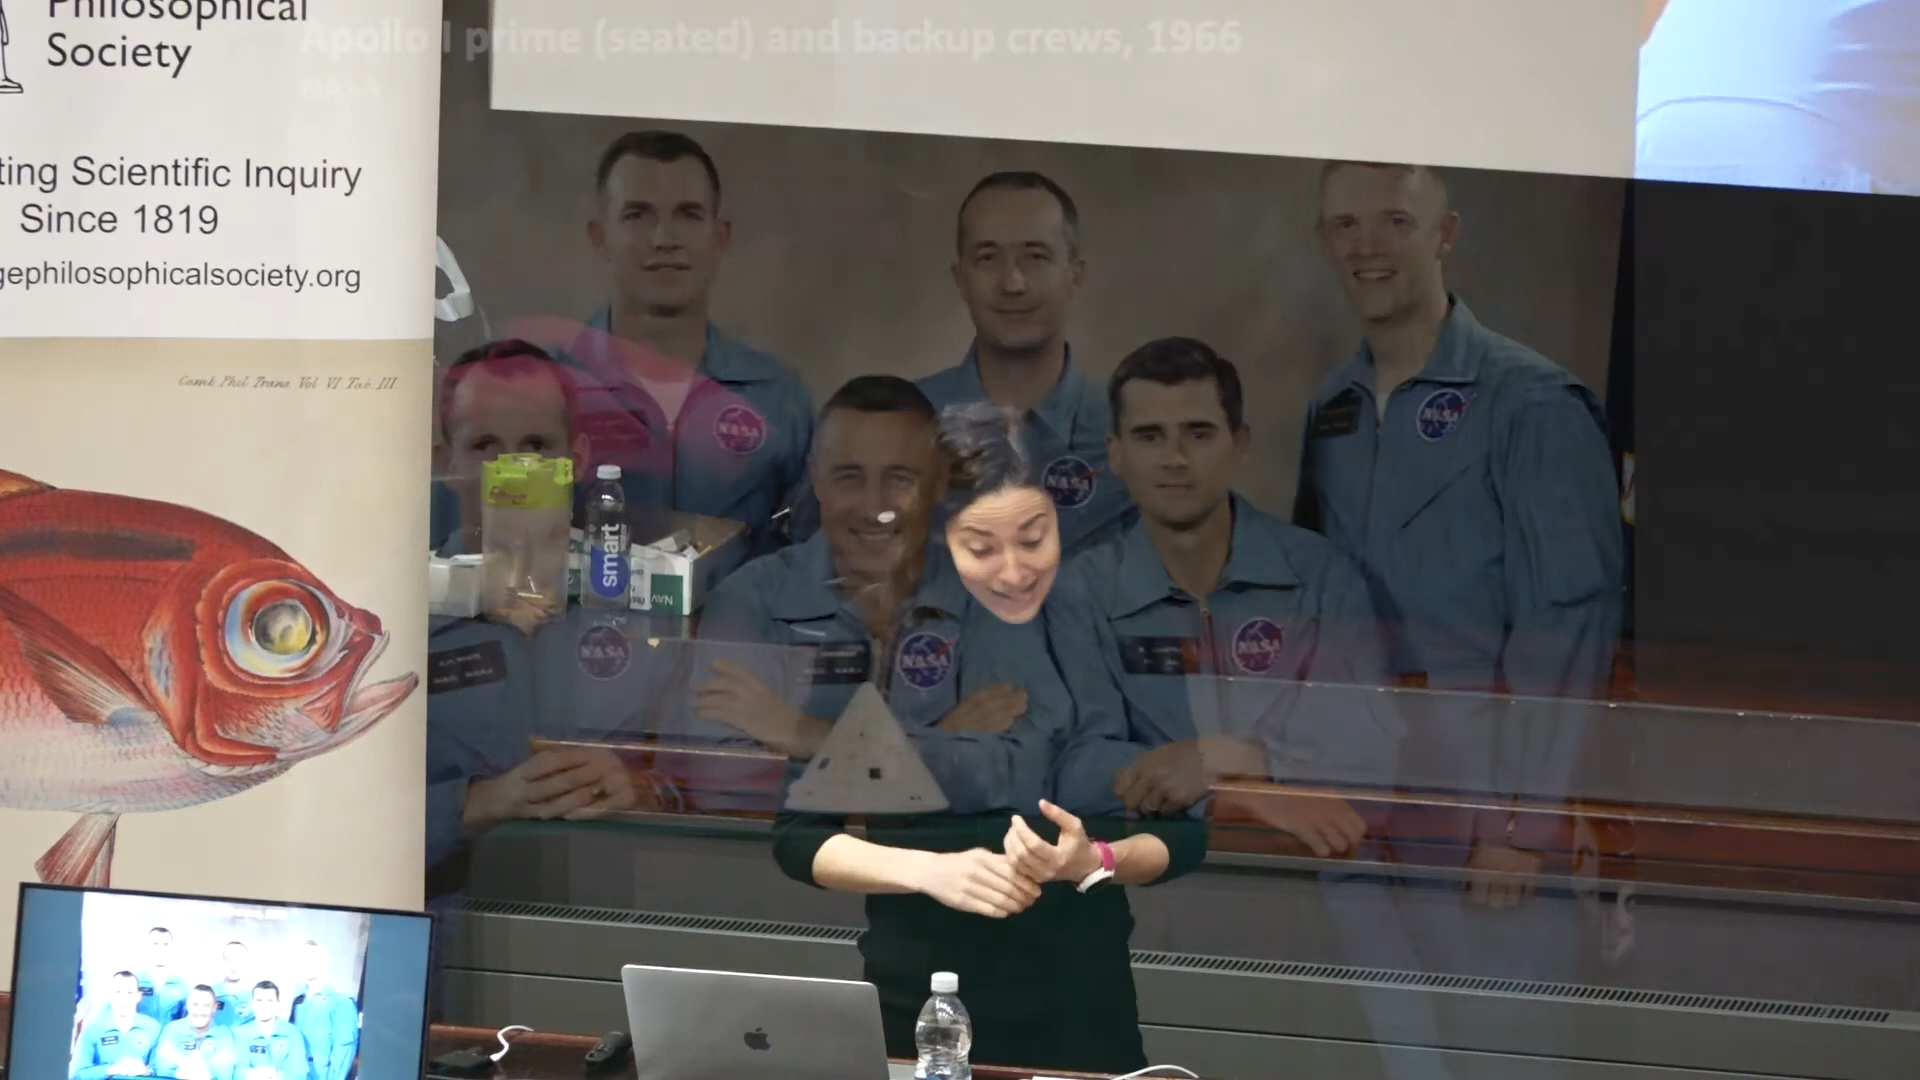 Philosophical
Society
ting Scientific Inquiry
Since 1819
gephilosophicalsociety.org
Camb Phil Trans Vol VI Tab III
Apollo I prime (seated) and backup crews, 1966
NASA
NASA
NASA
NASA
NASA
NASA
NASA
smart
NAV